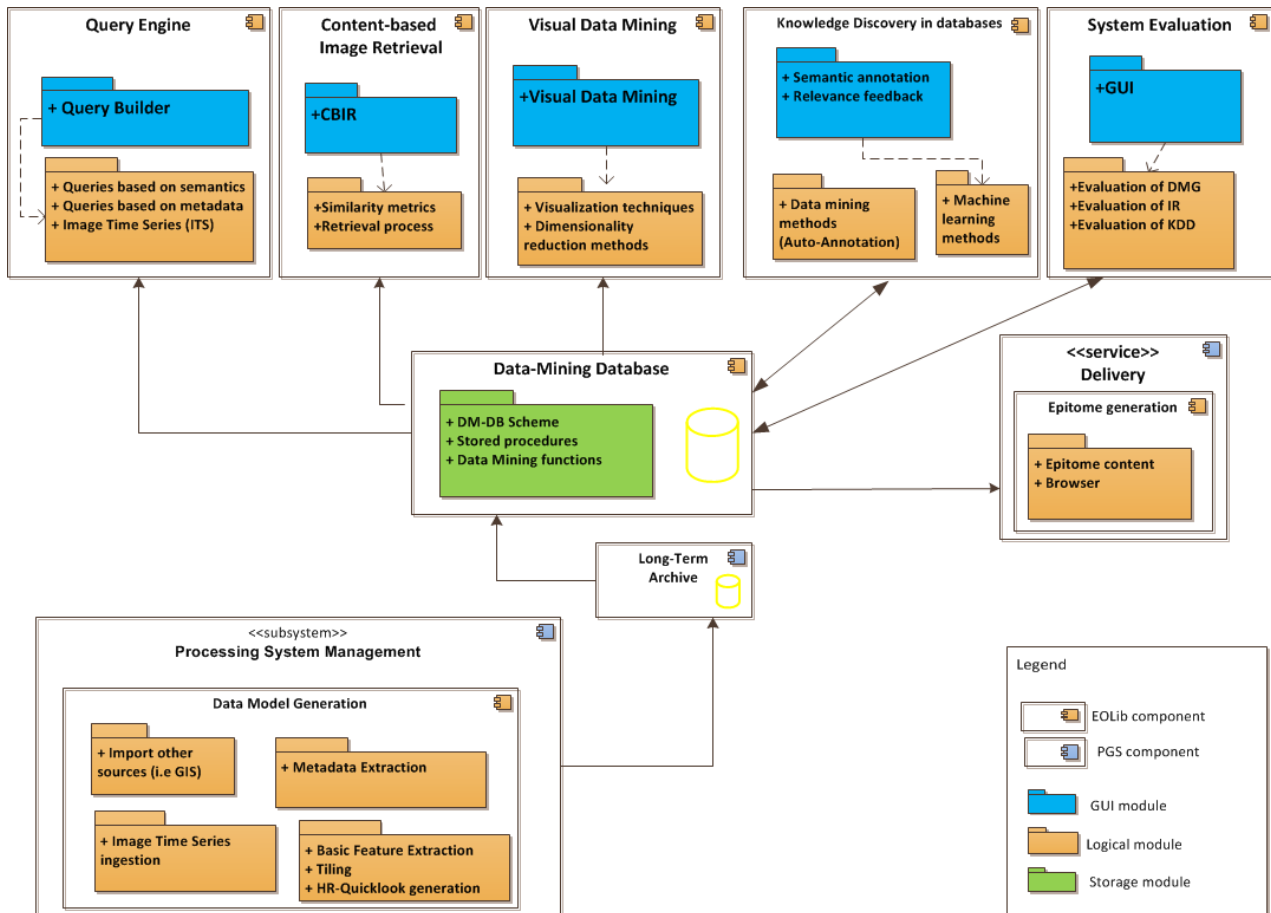 Query Engine
+ Query Builder
+ Queries based on semantics
+ Queries based on metadata
+ Image Time Series (ITS)
Content-based
Image Retrieval
+CBIR
+Similarity metrics
+Retrieval process
Visual Data Mining
+Visual Data Mining
+ Visualization techniques
+ Dimensionality
reduction methods
Knowledge Discovery in databases
+ Semantic annotation
+ Relevance feedback
+ Data mining
methods
(Auto-Annotation)
+ Machine
learning
methods
System Evaluation
+GUI
+Evaluation of DMG
+Evaluation of IR
+Evaluation of KDD
Data-Mining Database
+ DM-DB Scheme
+ Stored procedures
+ Data Mining functions
<<service>>
Delivery
Epitome generation
+ Epitome content
+ Browser
Long-Term
Archive
<<subsystem>>
Processing System Management
Data Model Generation
+ Import other
sources (i.e GIS)
+ Metadata Extraction
+ Image Time Series
ingestion
+ Basic Feature Extraction
+ Tiling
+ HR-Quicklook generation
Legend
EOLib component
PGS component
GUI module
Logical module
Storage module